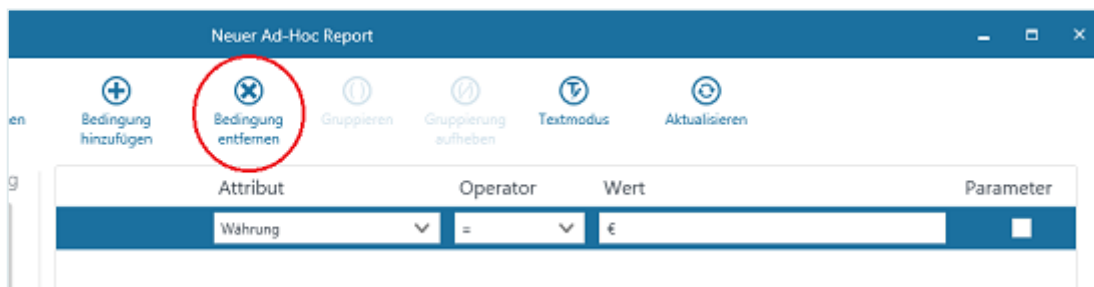 Neuer Ad-Hoc Report
en
Bedingung
hinzufügen
Bedingung
entfernen
Gruppieren
Gruppierung
aufheben
Textmodus
Aktualisieren
g
Attribut Operator Wert Parameter
Währung = €